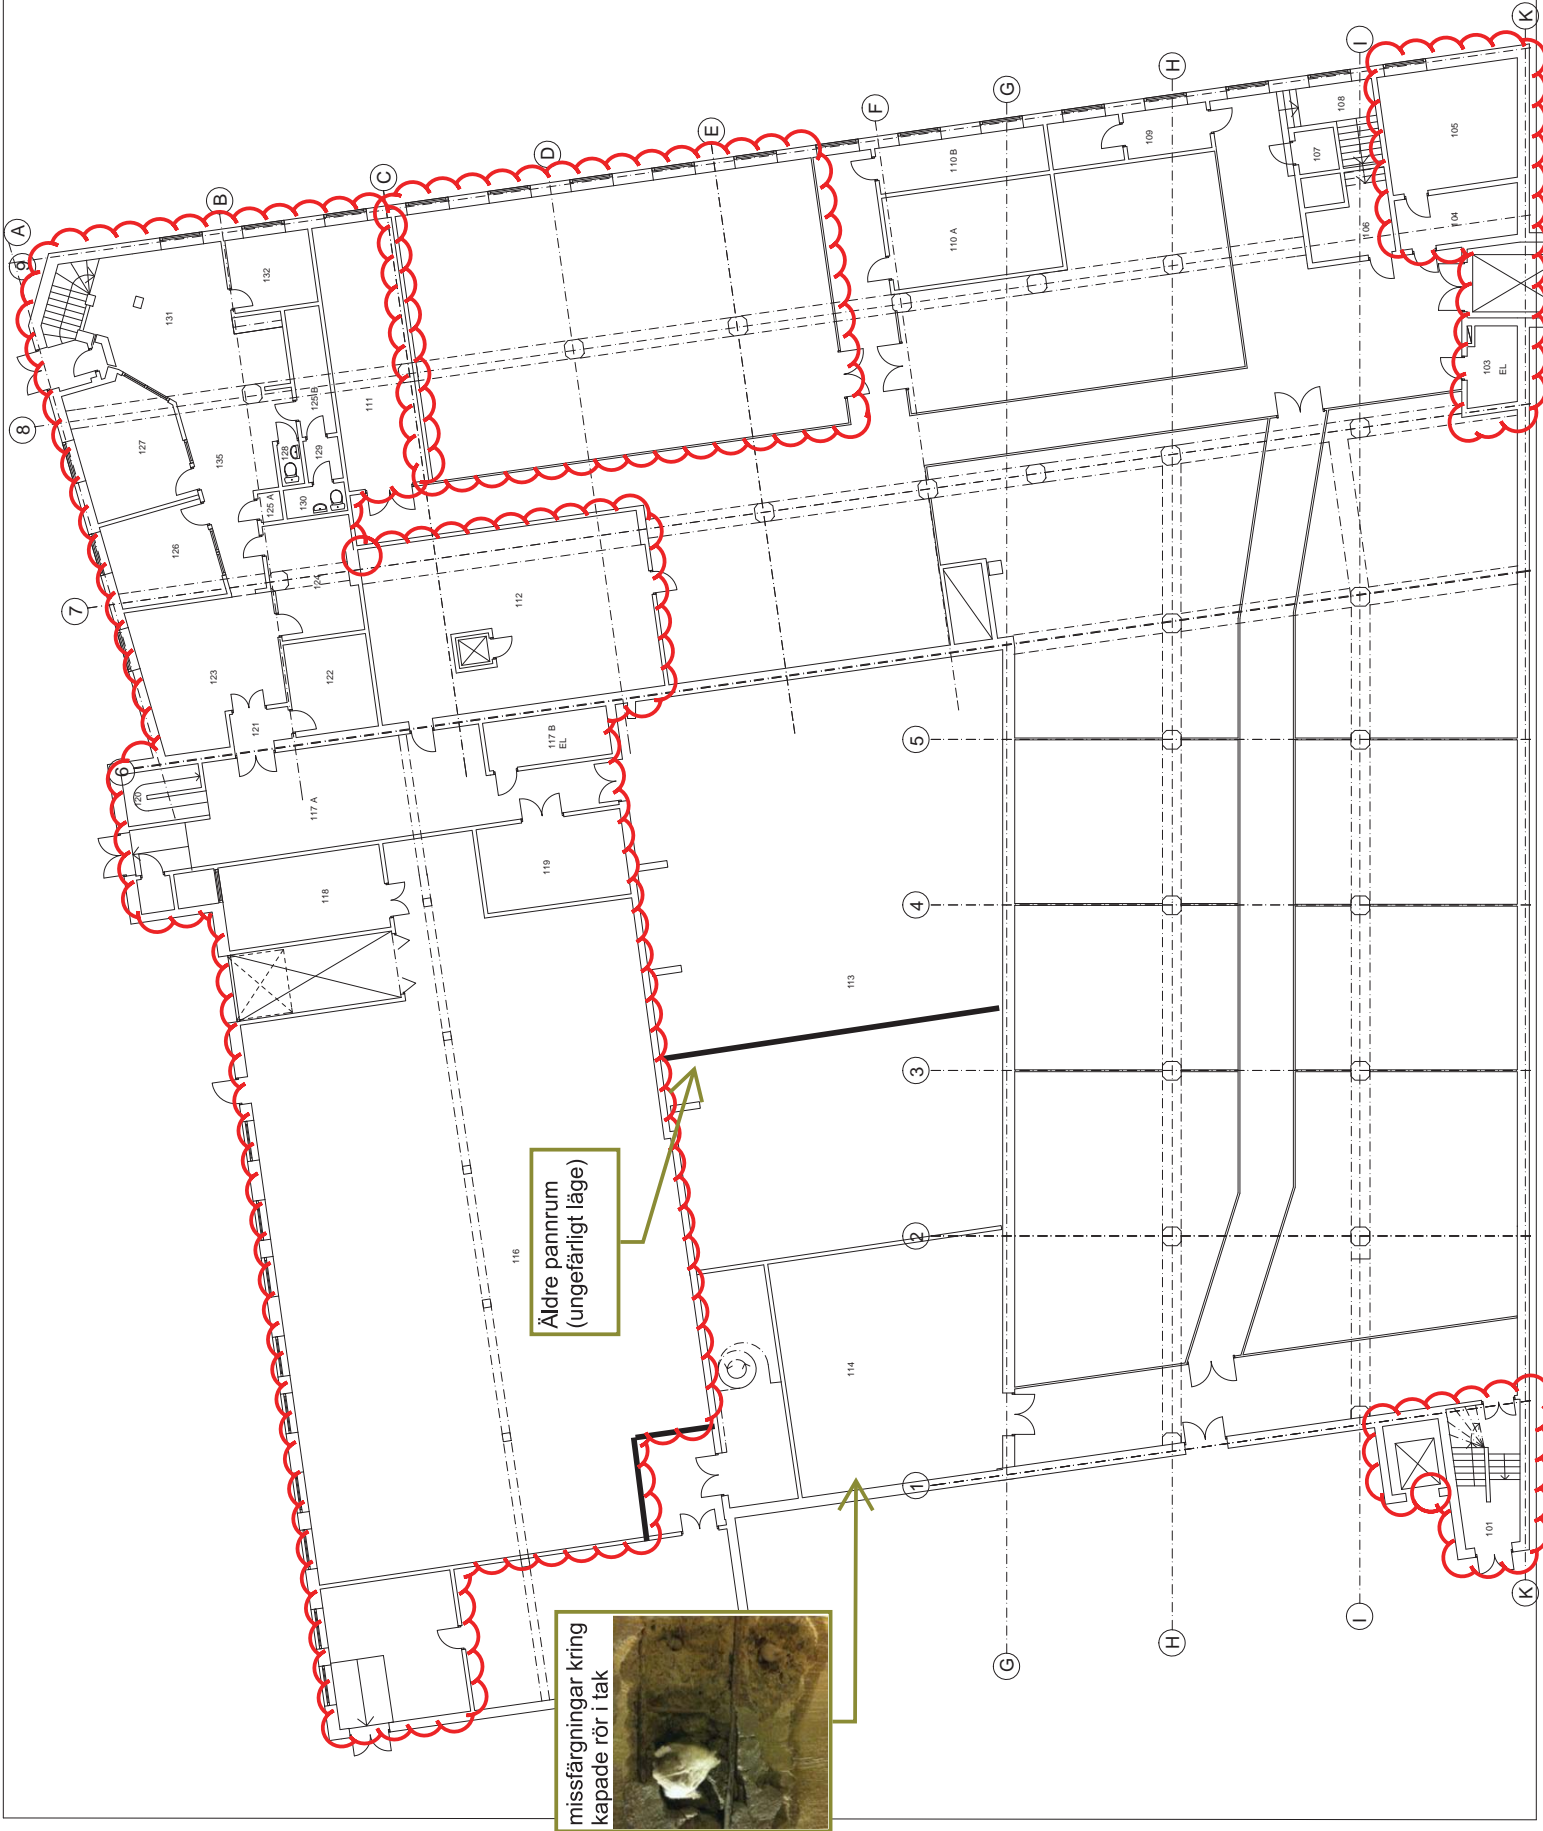 Äldre pannrum
(ungefärligt läge)
missfärgningar kring
kapade rör i tak
A
B
C
D
E
F
G
H
I
K
9
8
7
6
5
4
3
2
1
G
H
I
K
131
132
127
135
125 B
111
128
129
130
125 A
126
124
123
122
121
120
112
117 A
117 B
EL
118
119
116
113
114
110 A
110 B
109
108
107
106
105
104
103
EL
101